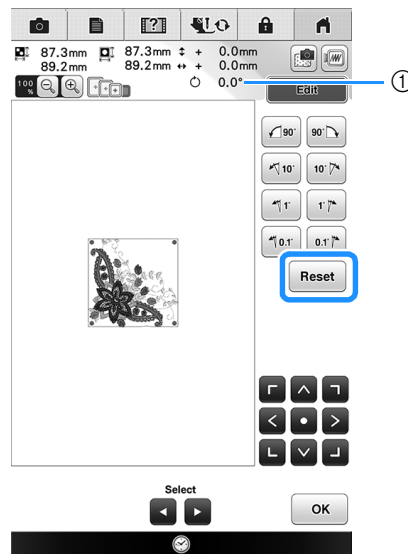 87.3mm 87.3mm + 0.0mm
89.2mm 89.2mm + 0.0mm
100 % 0.0° ①
Edit
90˚ 90˚
10˚ 10˚
1˚ 1˚
0.1˚ 0.1˚
Reset
Select
OK